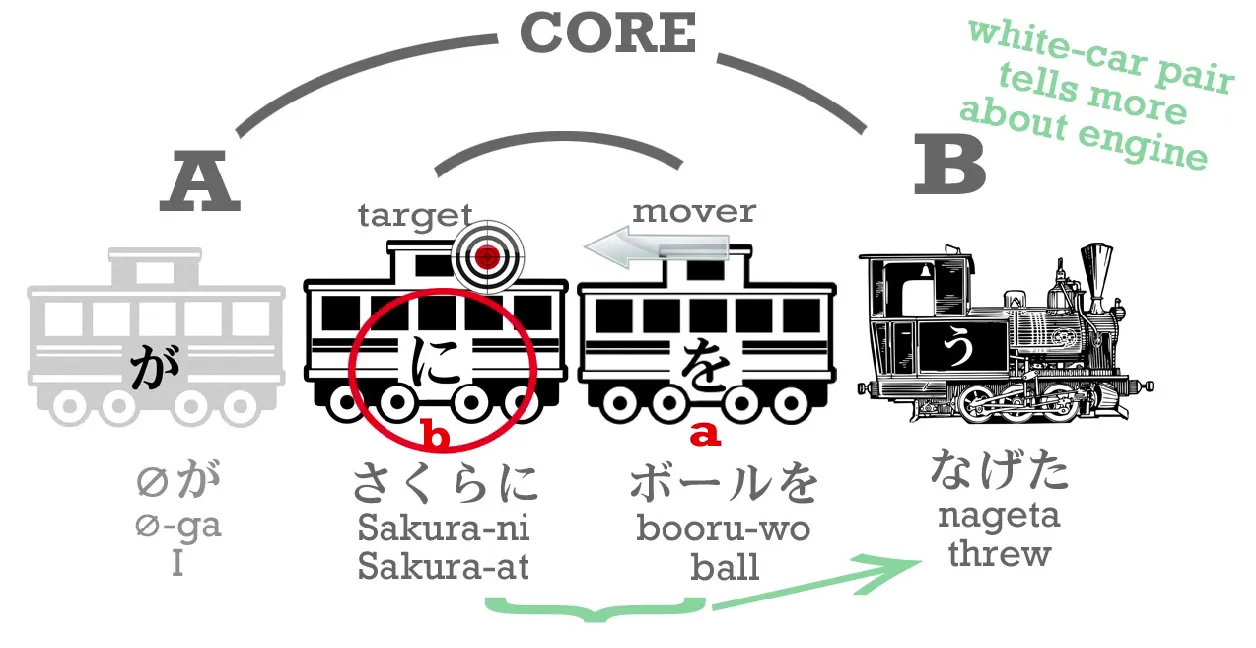 CORE
white-car pair
tells more
about engine
A
B
target
mover
が
に
を
う
b
a
∅が
∅-ga
I
さくらに
Sakura-ni
Sakura-at
ボールを
booru-wo
ball
なげた
nageta
threw